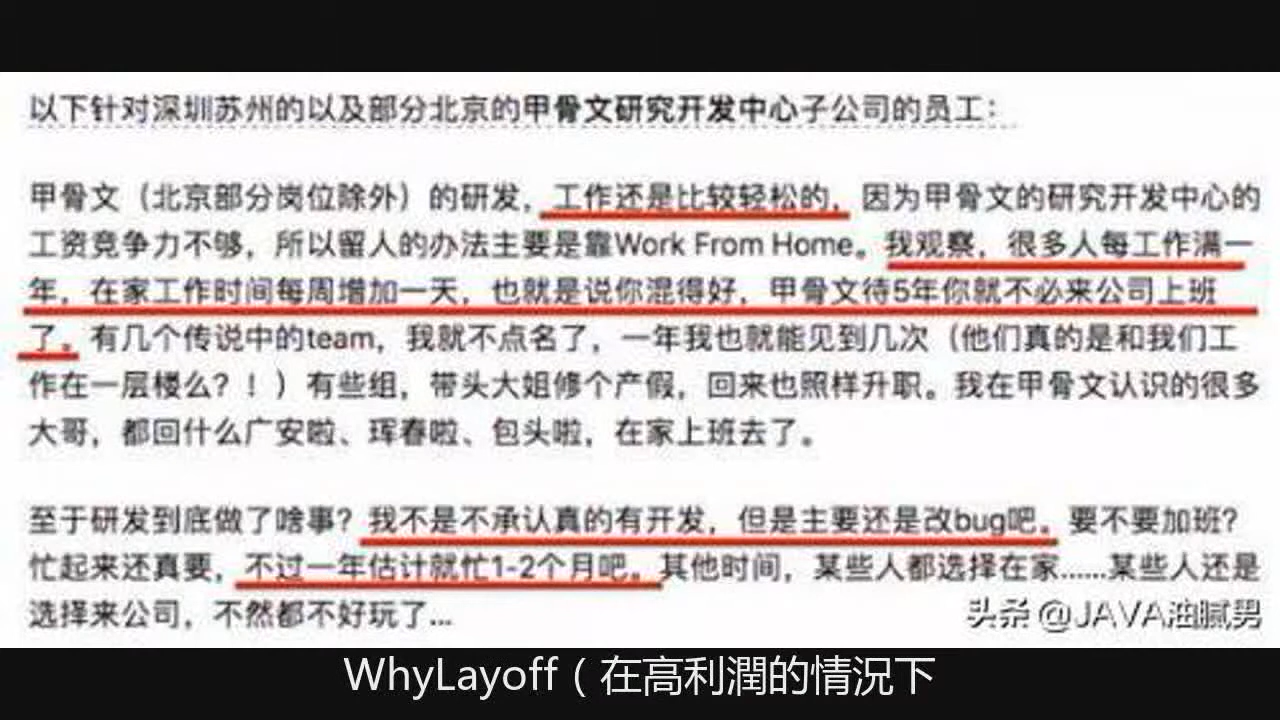 以下针对深圳苏州的以及部分北京的甲骨文研究开发中心子公司的员工：
甲骨文（北京部分岗位除外）的研发，工作还是比较轻松的，因为甲骨文的研究开发中心的
工资竞争力不够，所以留人的办法主要是靠Work From Home。我观察，很多人每工作满一
年，在家工作时间每周增加一天，也就是说你混得好，甲骨文待5年你就不必来公司上班
了。有几个传说中的team，我就不点名了，一年我也就能见到几次（他们真的是和我们工
作在一层楼么？！）有些组，带头大姐修个产假，回来也照样升职。我在甲骨文认识的很多
大哥，都回什么广安啦、珲春啦、包头啦，在家上班去了。
至于研发到底做了啥事？我不是不承认真的有开发，但是主要还是改bug吧。要不要加班？
忙起来还真要，不过一年估计就忙1-2个月吧。其他时间，某些人都选择在家......某些人还是
选择来公司，不然都不好玩了...
头条 @JAVA油腻男
WhyLayoff（在高利潤的情況下